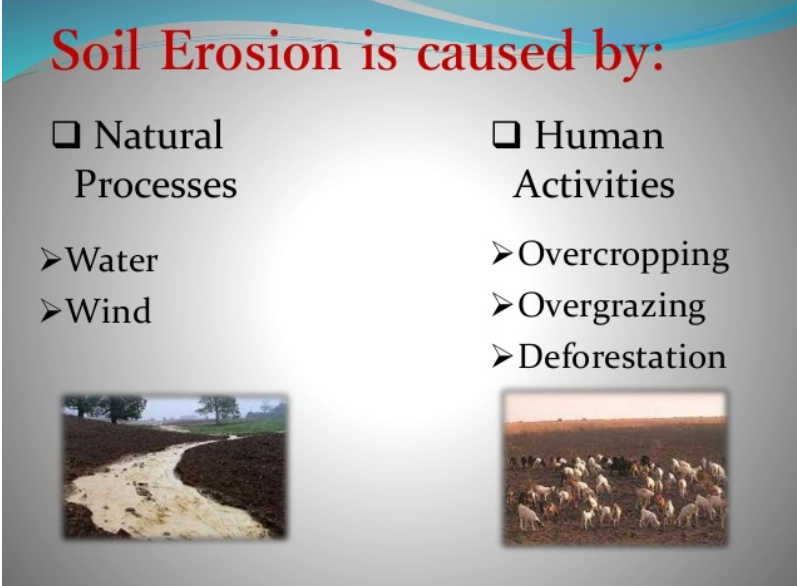 Soil Erosion is caused by:
❑ Natural
Processes
➢Water
➢Wind
❑ Human
Activities
➢Overcropping
➢Overgrazing
➢Deforestation